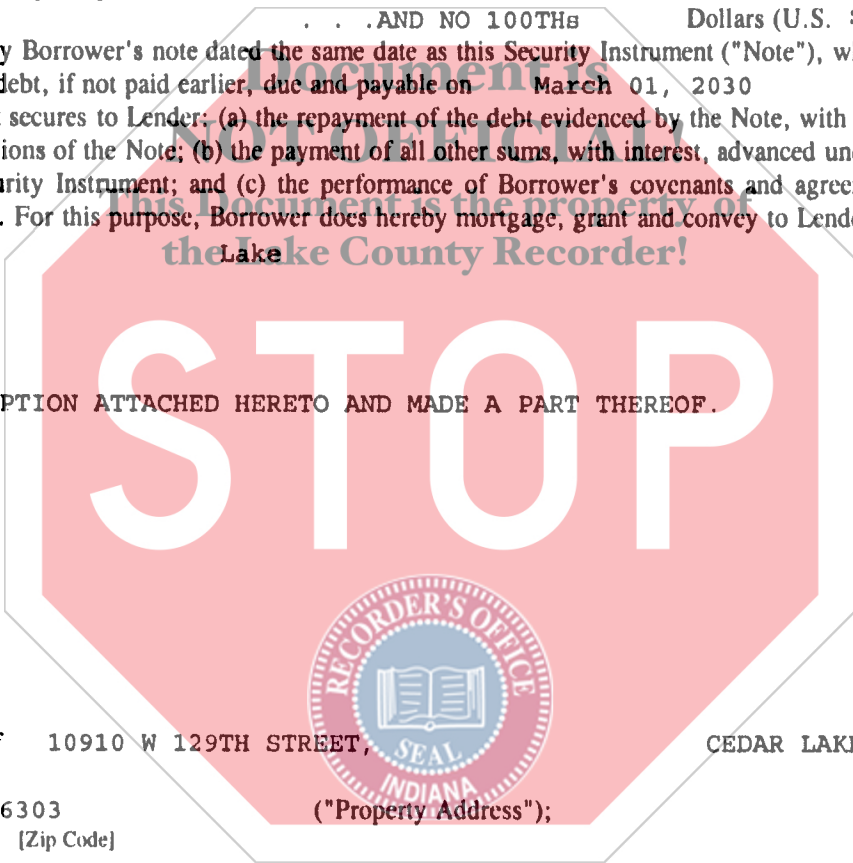 . . .AND NO 100THs Dollars (U.S.
y Borrower's note dated the same date as this Security Instrument ("Note"), w
debt, if not paid earlier, due and payable on March 01, 2030
secures to Lender: (a) the repayment of the debt evidenced by the Note, with
ions of the Note; (b) the payment of all other sums, with interest, advanced un
urity Instrument; and (c) the performance of Borrower's covenants and agree
. For this purpose, Borrower does hereby mortgage, grant and convey to Lende
Lake
Document is
NOT OFFICIAL!
This Document is the property of
the Lake County Recorder!
PTION ATTACHED HERETO AND MADE A PART THEREOF.
STOP
RECORDER'S OFFICE
SEAL
INDIANA
10910 W 129TH STREET, CEDAR LAKE
6303 ("Property Address");
[Zip Code]